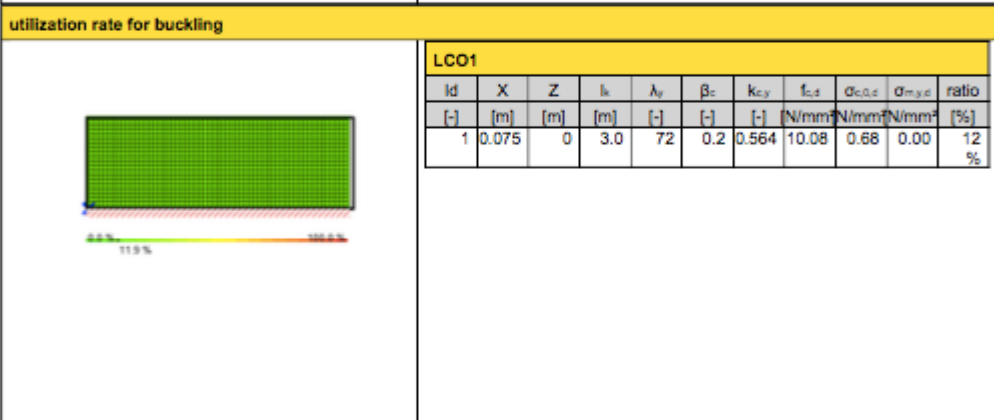 utilization rate for buckling
LCO1
Id X Z lₖ λᵧ βc kc,y fc,d σc,0,d σm,y,d ratio
[-] [m] [m] [m] [-] [-] [-] [N/mm² N/mm² N/mm² [%]
1 0.075 0 3.0 72 0.2 0.564 10.08 0.68 0.00 12
%
0.0 % 100.0 %
11.9 %